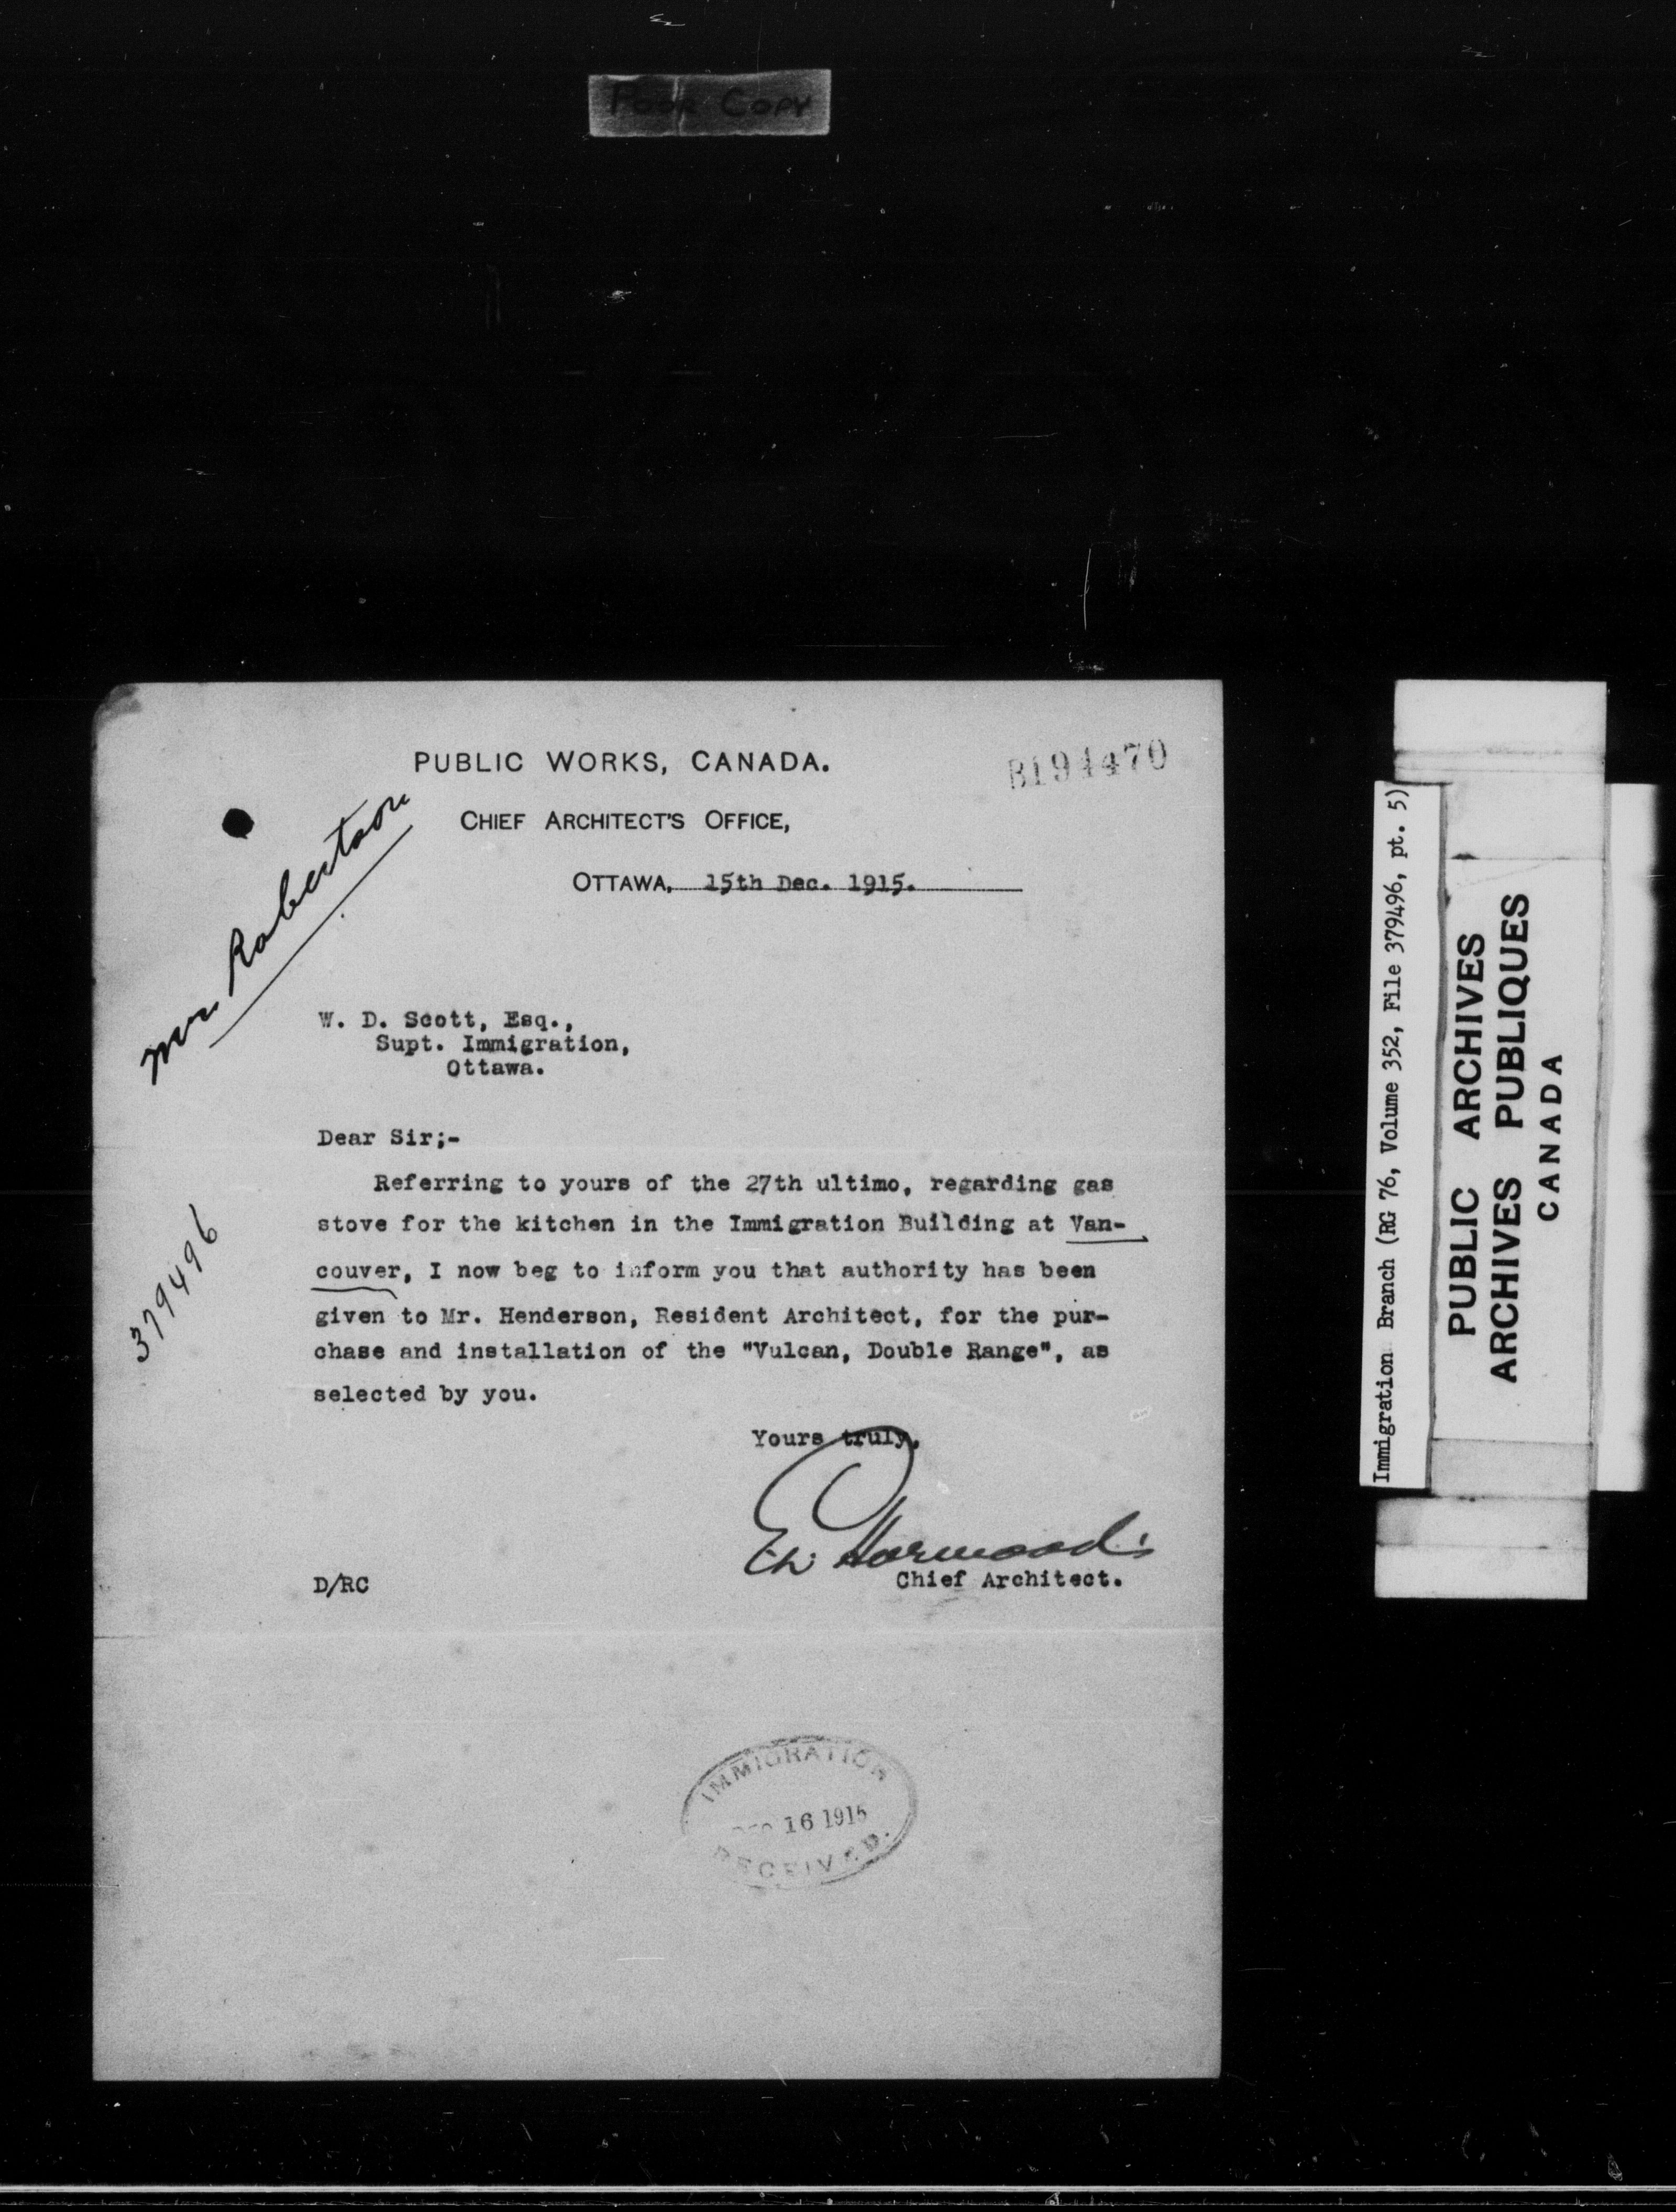 Poor Copy
PUBLIC WORKS, CANADA.
B194470
CHIEF ARCHITECT'S OFFICE,
OTTAWA, 15th Dec. 1915.
Mr Robertson
W. D. Scott, Esq.,
Supt. Immigration,
Ottawa.
Dear Sir;-
Referring to yours of the 27th ultimo, regarding gas
stove for the kitchen in the Immigration Building at Van-
couver, I now beg to inform you that authority has been
given to Mr. Henderson, Resident Architect, for the pur-
chase and installation of the "Vulcan, Double Range", as
selected by you.
379496
Yours truly,
Horwood
Chief Architect.
D/RC
IMMIGRATION
DEC 16 1915
RECEIVED.
Immigration Branch (RG 76, Volume 352, File 379496, pt. 5)
PUBLIC ARCHIVES
ARCHIVES PUBLIQUES
CANADA